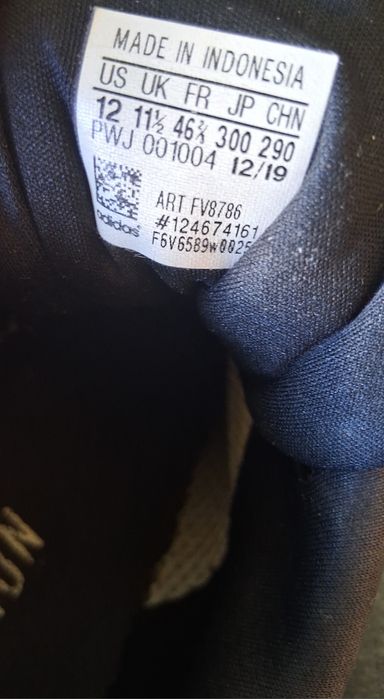 MADE IN INDONESIA
US UK FR JP CHN
12 11½ 46⅔ 300 290
PWJ 001004 12/19
ART FV8786
adidas #124674161
F6V6589w0025